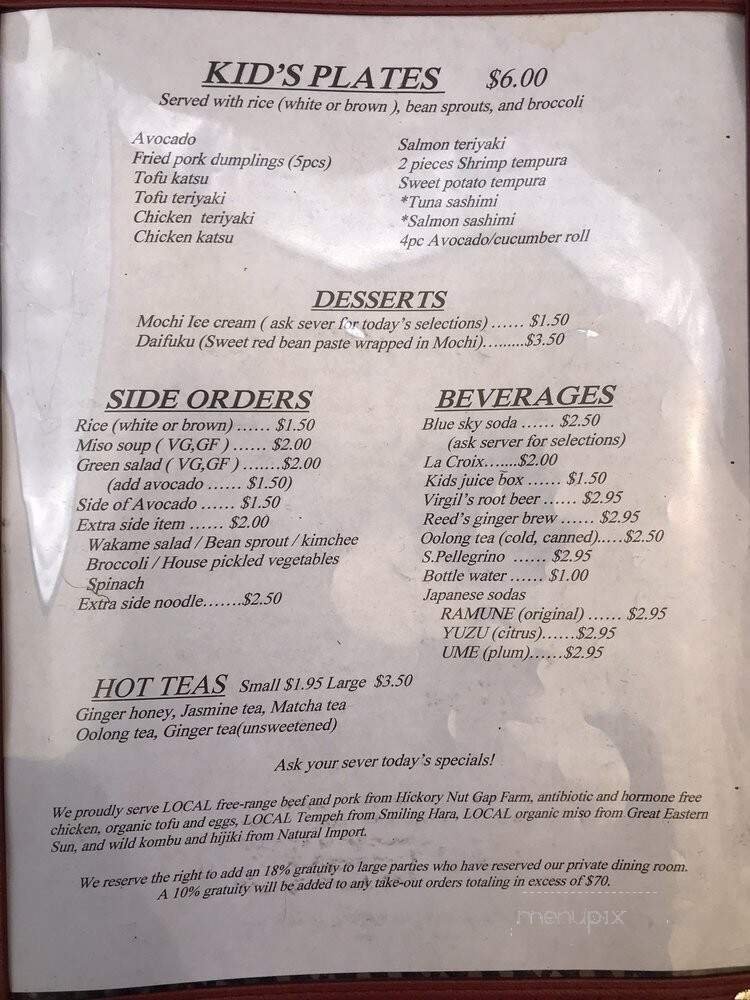 KID'S PLATES $6.00
Served with rice (white or brown ), bean sprouts, and broccoli
Avocado
Fried pork dumplings (5pcs)
Tofu katsu
Tofu teriyaki
Chicken teriyaki
Chicken katsu
Salmon teriyaki
2 pieces Shrimp tempura
Sweet potato tempura
*Tuna sashimi
*Salmon sashimi
4pc Avocado/cucumber roll
DESSERTS
Mochi Ice cream ( ask sever for today's selections) ...... $1.50
Daifuku (Sweet red bean paste wrapped in Mochi).........$3.50
SIDE ORDERS
Rice (white or brown) ...... $1.50
Miso soup ( VG,GF ) ...... $2.00
Green salad ( VG,GF ) .......$2.00
(add avocado ...... $1.50)
Side of Avocado ...... $1.50
Extra side item ...... $2.00
Wakame salad / Bean sprout / kimchee
Broccoli / House pickled vegetables
Spinach
Extra side noodle.......$2.50
BEVERAGES
Blue sky soda ...... $2.50
(ask server for selections)
La Croix.......$2.00
Kids juice box ...... $1.50
Virgil's root beer ...... $2.95
Reed's ginger brew ...... $2.95
Oolong tea (cold, canned).....$2.50
S.Pellegrino ...... $2.95
Bottle water ...... $1.00
Japanese sodas
RAMUNE (original) ...... $2.95
YUZU (citrus)......$2.95
UME (plum)......$2.95
HOT TEAS Small $1.95 Large $3.50
Ginger honey, Jasmine tea, Matcha tea
Oolong tea, Ginger tea(unsweetened)
Ask your sever today's specials!
We proudly serve LOCAL free-range beef and pork from Hickory Nut Gap Farm, antibiotic and hormone free
chicken, organic tofu and eggs, LOCAL Tempeh from Smiling Hara, LOCAL organic miso from Great Eastern
Sun, and wild kombu and hijiki from Natural Import.
We reserve the right to add an 18% gratuity to large parties who have reserved our private dining room.
A 10% gratuity will be added to any take-out orders totaling in excess of $70.
menupix